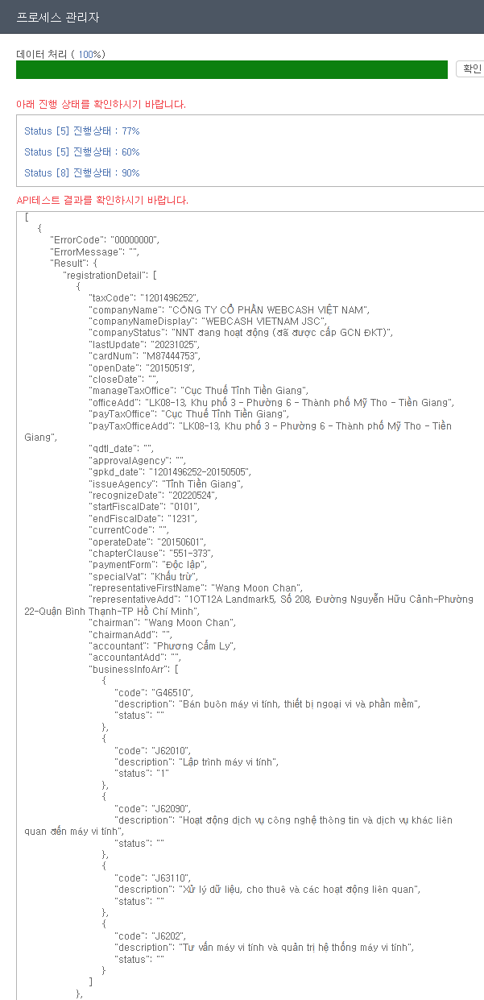 프로세스 관리자
데이터 처리 ( 100%)
확인
아래 진행 상태를 확인하시기 바랍니다.
Status [5] 진행상태 : 77%
Status [5] 진행상태 : 60%
Status [8] 진행상태 : 90%
API테스트 결과를 확인하시기 바랍니다.
[
{
"ErrorCode": "00000000",
"ErrorMessage": "",
"Result": {
"registrationDetail": [
{
"taxCode": "1201496252",
"companyName": "CÔNG TY CỔ PHẦN WEBCASH VIỆT NAM",
"companyNameDisplay": "WEBCASH VIETNAM JSC",
"companyStatus": "NNT đang hoạt động (đã được cấp GCN ĐKT)",
"lastUpdate": "20231025",
"cardNum": "M87444753",
"openDate": "20150519",
"closeDate": "",
"manageTaxOffice": "Cục Thuế Tỉnh Tiền Giang",
"officeAdd": "LK08-13, Khu phố 3 - Phường 6 - Thành phố Mỹ Tho - Tiền Giang",
"payTaxOffice": "Cục Thuế Tỉnh Tiền Giang",
"payTaxOfficeAdd": "LK08-13, Khu phố 3 - Phường 6 - Thành phố Mỹ Tho - Tiền
Giang",
"qdtl_date": "",
"approvalAgency": "",
"gpkd_date": "1201496252-20150505",
"issueAgency": "Tỉnh Tiền Giang",
"recognizeDate": "20220524",
"startFiscalDate": "0101",
"endFiscalDate": "1231",
"currentCode": "",
"operateDate": "20150601",
"chapterClause": "551-373",
"paymentForm": "Độc lập",
"specialVat": "Khấu trừ",
"representativeFirstName": "Wang Moon Chan",
"representativeAdd": "1OT12A Landmark5, Số 208, Đường Nguyễn Hữu Cảnh-Phường
22-Quận Bình Thạnh-TP Hồ Chí Minh",
"chairman": "Wang Moon Chan",
"chairmanAdd": "",
"accountant": "Phương Cẩm Ly",
"accountantAdd": "",
"businessInfoArr": [
{
"code": "G46510",
"description": "Bán buôn máy vi tính, thiết bị ngoại vi và phần mềm",
"status": ""
},
{
"code": "J62010",
"description": "Lập trình máy vi tính",
"status": "1"
},
{
"code": "J62090",
"description": "Hoạt động dịch vụ công nghệ thông tin và dịch vụ khác liên
quan đến máy vi tính",
"status": ""
},
{
"code": "J63110",
"description": "Xử lý dữ liệu, cho thuê và các hoạt động liên quan",
"status": ""
},
{
"code": "J6202",
"description": "Tư vấn máy vi tính và quản trị hệ thống máy vi tính",
"status": ""
}
]
},